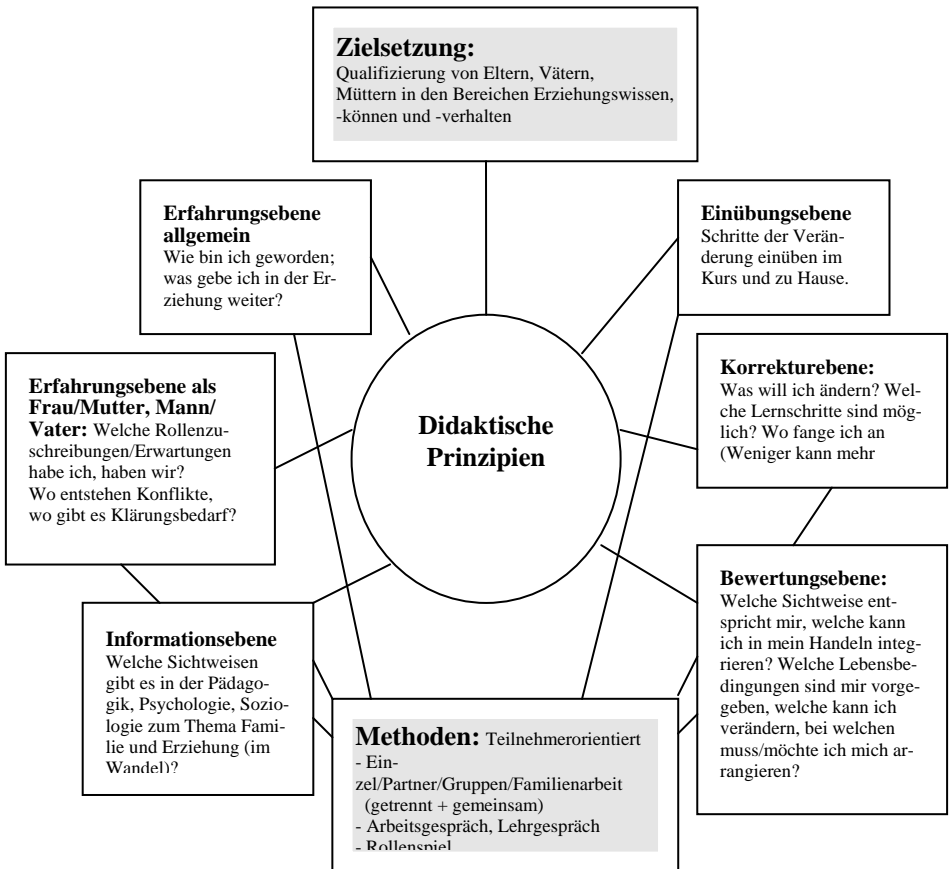 Zielsetzung:
Qualifizierung von Eltern, Vätern,
Müttern in den Bereichen Erziehungswissen,
-können und -verhalten
Erfahrungsebene
allgemein
Wie bin ich geworden;
was gebe ich in der Er-
ziehung weiter?
Einübungsebene
Schritte der Verän-
derung einüben im
Kurs und zu Hause.
Erfahrungsebene als
Frau/Mutter, Mann/
Vater: Welche Rollenzu-
schreibungen/Erwartungen
habe ich, haben wir?
Wo entstehen Konflikte,
wo gibt es Klärungsbedarf?
Didaktische
Prinzipien
Korrekturebene:
Was will ich ändern? Wel-
che Lernschritte sind mög-
lich? Wo fange ich an
(Weniger kann mehr
Informationsebene
Welche Sichtweisen
gibt es in der Pädago-
gik, Psychologie, Sozio-
logie zum Thema Fami-
lie und Erziehung (im
Wandel)?
Bewertungsebene:
Welche Sichtweise ent-
spricht mir, welche kann
ich in mein Handeln integ-
rieren? Welche Lebensbe-
dingungen sind mir vorge-
geben, welche kann ich
verändern, bei welchen
muss/möchte ich mich ar-
rangieren?
Methoden: Teilnehmerorientiert
- Ein-
zel/Partner/Gruppen/Familienarbeit
(getrennt + gemeinsam)
- Arbeitsgespräch, Lehrgespräch
- Rollenspiel